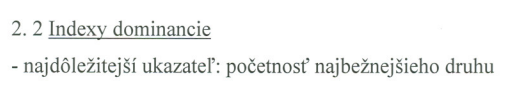 2. 2 Indexy dominancie
- najdôležitejší ukazateľ: početnosť najbežnejšieho druhu